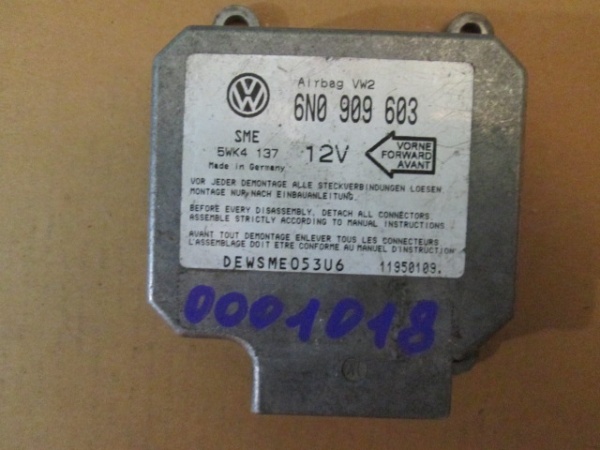 Airbag VW2
6N0 909 603
SME
5WK4 137
Made in Germany
12V
VORNE
FORWARD
AVANT
VOR JEDER DEMONTAGE ALLE STECKVERBINDUNGEN LOESEN
MONTAGE NUR NACH EINBAUANLEITUNG.
BEFORE EVERY DISASSEMBLY, DETACH ALL CONNECTORS
ASSEMBLE STRICTLY ACCORDING TO MANUAL INSTRUCTIONS
AVANT TOUT DEMONTAGE ENLEVER TOUS LES CONNECTEURS
L'ASSEMBLAGE DOIT ETRE CONFORME AU MANUEL D'INSTRUCTION
DEWSME053U6
11950109.
0001018